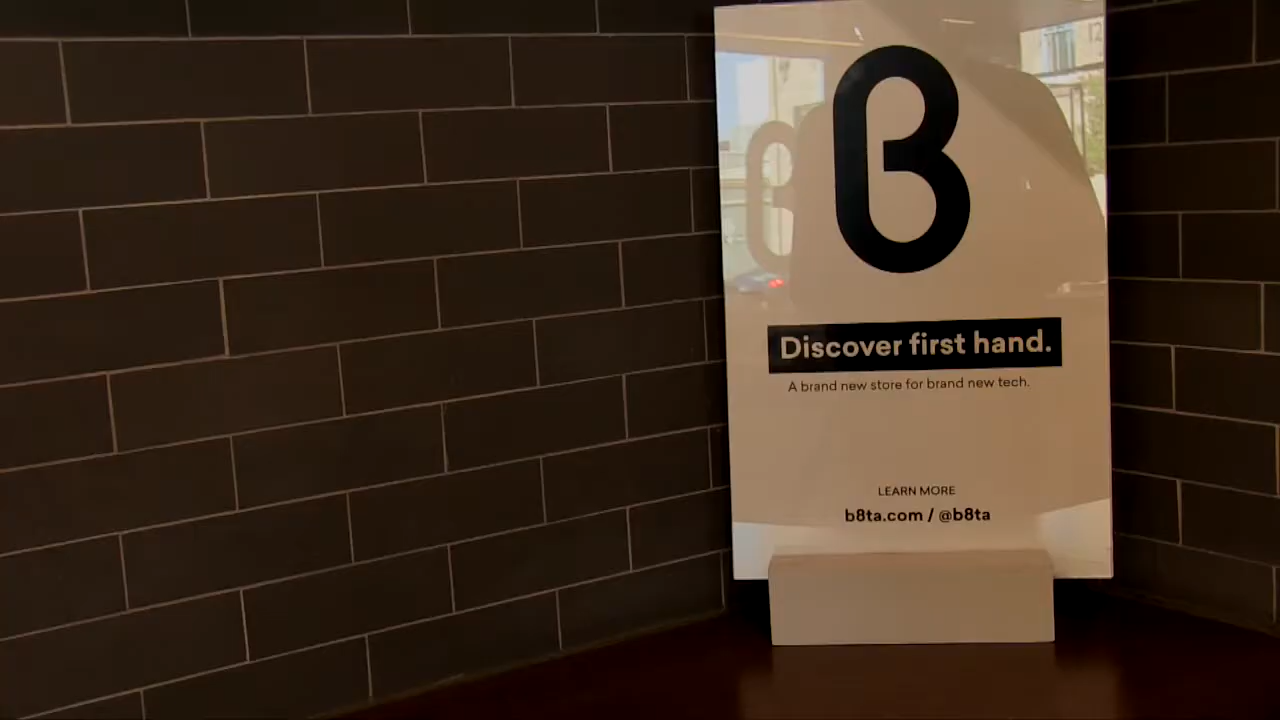 Discover first hand.
A brand new store for brand new tech.
LEARN MORE
b8ta.com / @b8ta